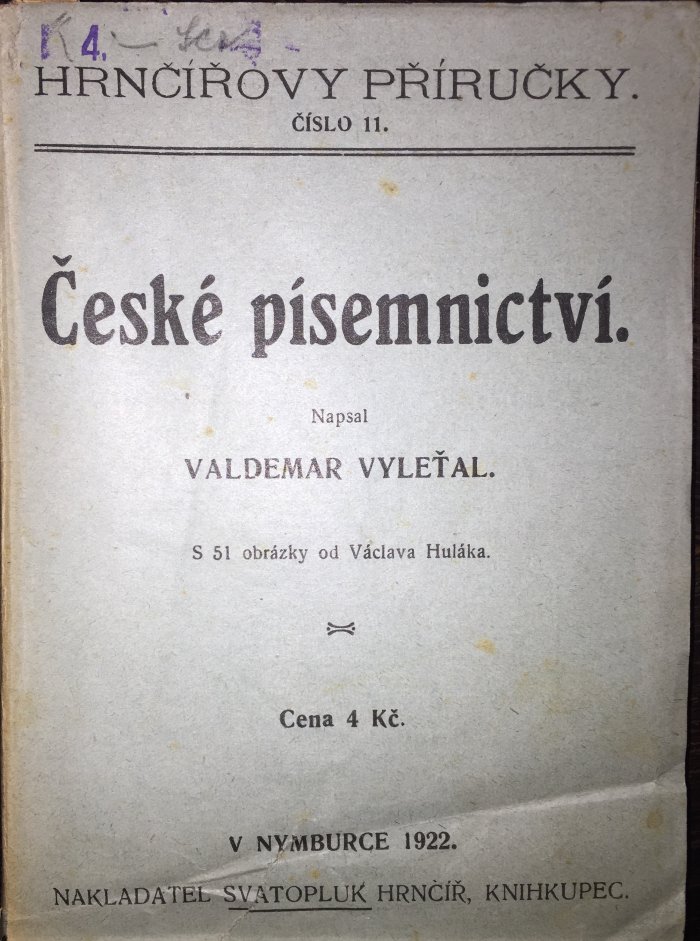 K 4.—
HRNČÍŘOVY PŘÍRUČKY.
ČÍSLO 11.
České písemnictví.
Napsal
VALDEMAR VYLEŤAL.
S 51 obrázky od Václava Huláka.
Cena 4 Kč.
V NYMBURCE 1922.
NAKLADATEL SVATOPLUK HRNČÍŘ, KNIHKUPEC.